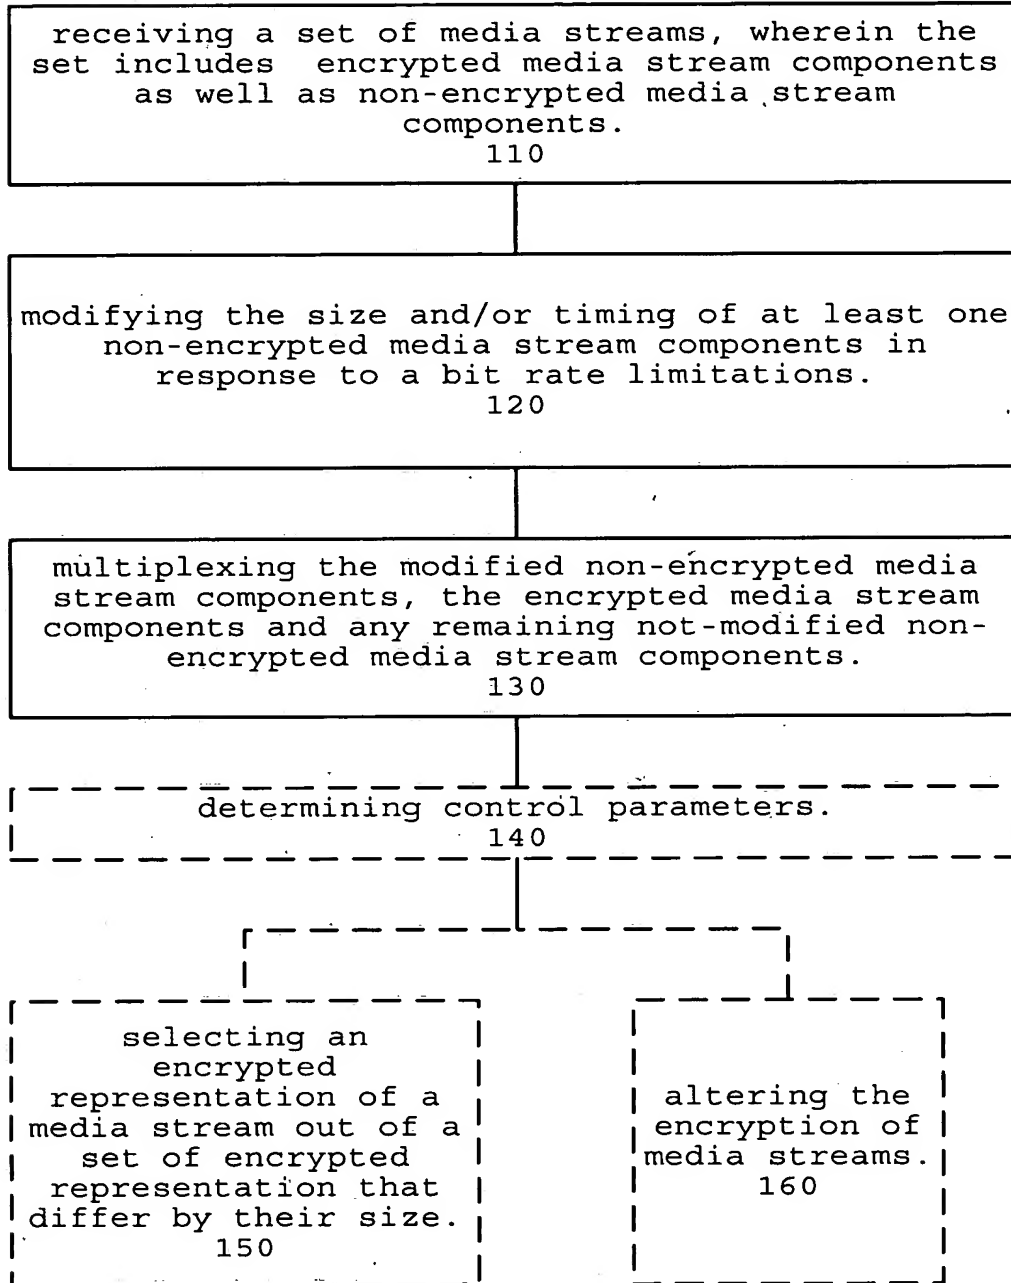 receiving a set of media streams, wherein the
set includes encrypted media stream components
as well as non-encrypted media stream
components.
110
modifying the size and/or timing of at least one
non-encrypted media stream components in
response to a bit rate limitations.
120
multiplexing the modified non-encrypted media
stream components, the encrypted media stream
components and any remaining not-modified non-
encrypted media stream components.
130
determining control parameters.
140
selecting an
encrypted
representation of a
media stream out of a
set of encrypted
representation that
differ by their size.
150
altering the
encryption of
media streams.
160